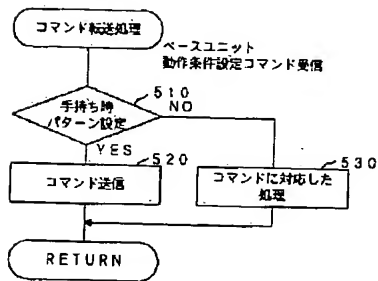 コマンド転送処理
ベースユニット
動作条件設定コマンド受信
手持ち時
パターン設定
510
NO
YES
520
コマンド送信
530
コマンドに対応した
処理
RETURN